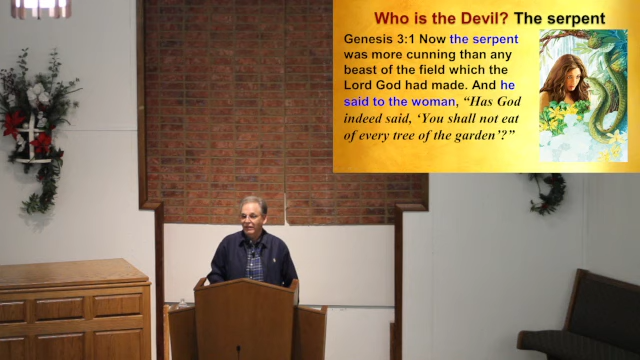 Who is the Devil? The serpent
Genesis 3:1 Now the serpent
was more cunning than any
beast of the field which the
Lord God had made. And he
said to the woman, “Has God
indeed said, ‘You shall not eat
of every tree of the garden’?”